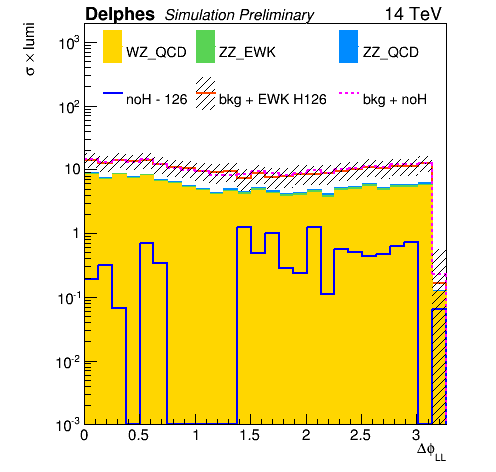 Delphes Simulation Preliminary 14 TeV
σ × lumi
WZ_QCD ZZ_EWK ZZ_QCD
noH - 126 bkg + EWK H126 bkg + noH
10³
10²
10
1
10⁻¹
10⁻²
10⁻³
0 0.5 1 1.5 2 2.5 3
Δϕ_LL